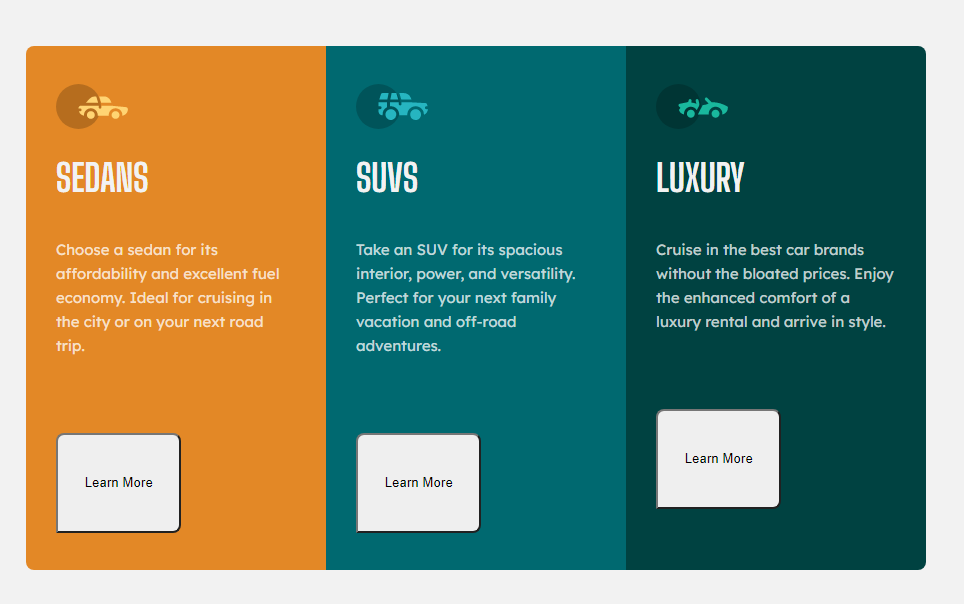 SEDANS
Choose a sedan for its
affordability and excellent fuel
economy. Ideal for cruising in
the city or on your next road
trip.
Learn More
SUVS
Take an SUV for its spacious
interior, power, and versatility.
Perfect for your next family
vacation and off-road
adventures.
Learn More
LUXURY
Cruise in the best car brands
without the bloated prices. Enjoy
the enhanced comfort of a
luxury rental and arrive in style.
Learn More